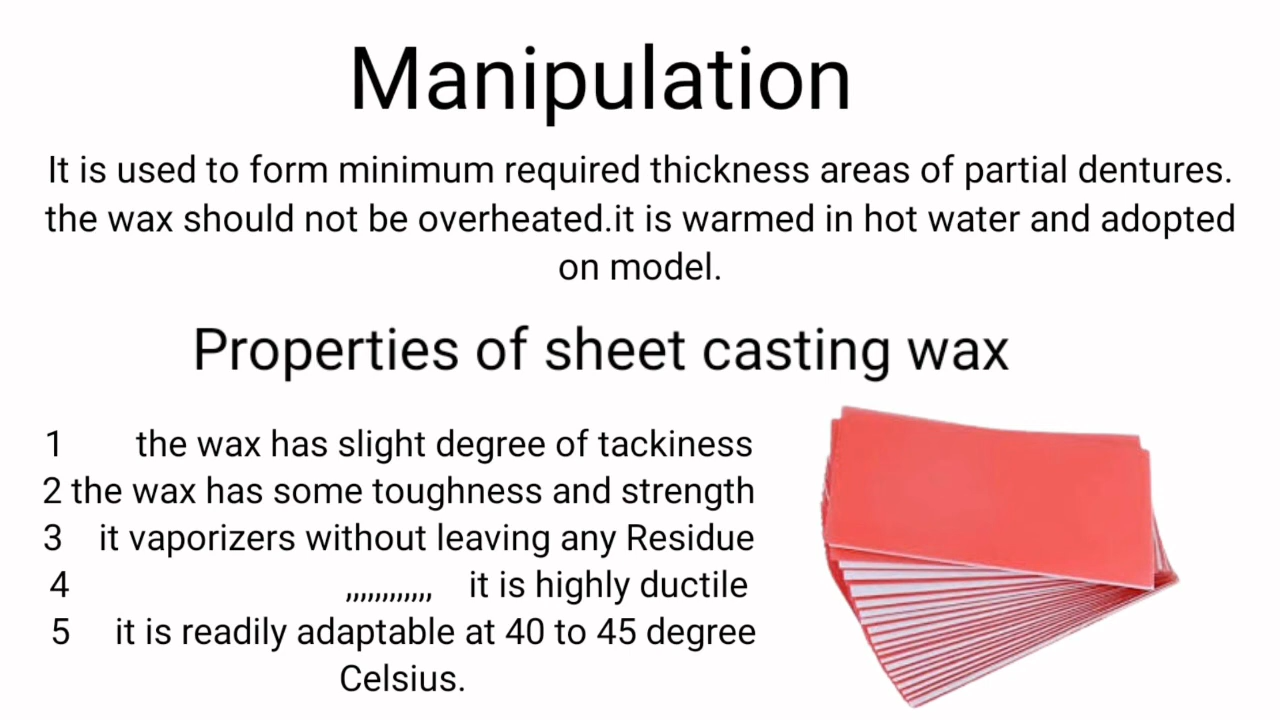 Manipulation
It is used to form minimum required thickness areas of partial dentures.
the wax should not be overheated.it is warmed in hot water and adopted
on model.
Properties of sheet casting wax
1 the wax has slight degree of tackiness
2 the wax has some toughness and strength
3 it vaporizers without leaving any Residue
4 ,,,,,,,,,,,, it is highly ductile
5 it is readily adaptable at 40 to 45 degree
Celsius.